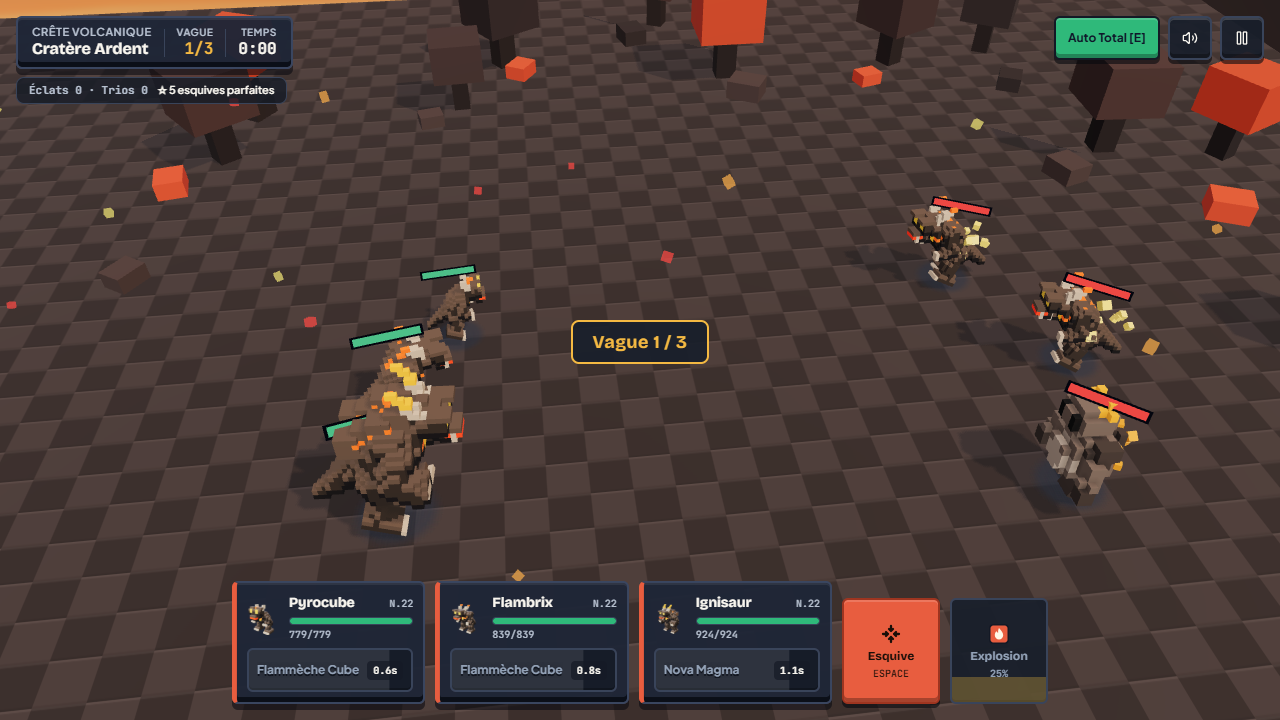 CRÊTE VOLCANIQUE
Cratère Ardent
VAGUE
1/3
TEMPS
0:00
Éclats 0 · Trios 0 ★ 5 esquives parfaites
Auto Total [E]
Vague 1 / 3
Pyrocube N.22
779/779
Flammèche Cube 0.6s
Flambrix N.22
839/839
Flammèche Cube 0.8s
Ignisaur N.22
924/924
Nova Magma 1.1s
Esquive
ESPACE
Explosion
25%